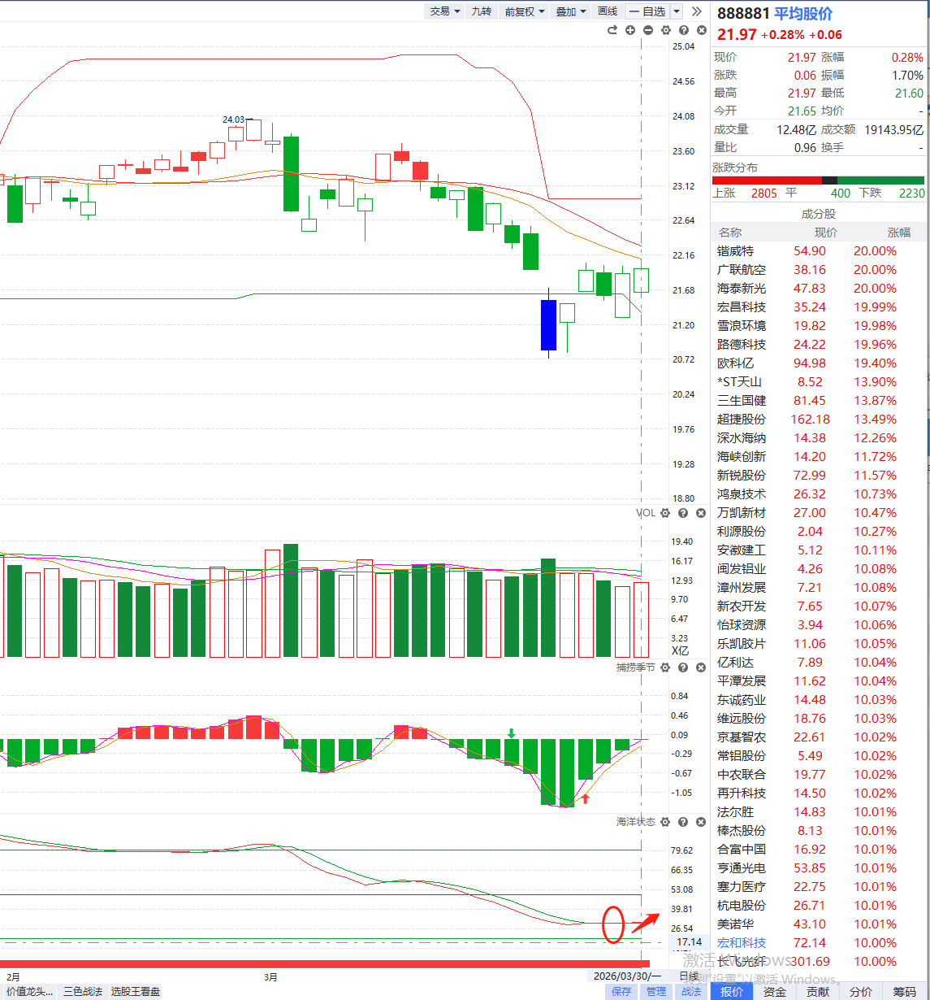 交易 九转 前复权 叠加 画线 一自选
888881 平均股价
21.97 +0.28% +0.06
现价 21.97 涨幅 0.28%
涨跌 0.06 振幅 1.70%
最高 21.97 最低 21.60
今开 21.65 均价 -
成交量 12.48亿 成交额 19143.95亿
量比 0.96 换手 -
涨跌分布
上涨 2805 平 400 下跌 2230
成分股
名称 现价 涨幅
锴威特 54.90 20.00%
广联航空 38.16 20.00%
海泰新光 47.83 20.00%
宏昌科技 35.24 19.99%
雪浪环境 19.82 19.98%
路德科技 24.22 19.96%
欧科亿 94.98 19.40%
*ST天山 8.52 13.90%
三生国健 81.45 13.87%
超捷股份 162.18 13.49%
深水海纳 14.38 12.26%
海峡创新 14.20 11.72%
新锐股份 72.99 11.57%
鸿泉技术 26.32 10.73%
万凯新材 27.00 10.47%
利源股份 2.04 10.27%
安徽建工 5.12 10.11%
闽发铝业 4.26 10.08%
漳州发展 7.21 10.08%
新农开发 7.65 10.07%
怡球资源 3.94 10.06%
乐凯胶片 11.06 10.05%
亿利达 7.89 10.04%
平潭发展 11.62 10.04%
东诚药业 14.48 10.03%
维远股份 18.76 10.03%
京基智农 22.61 10.02%
常铝股份 5.49 10.02%
中农联合 19.77 10.02%
再升科技 14.50 10.02%
法尔胜 14.83 10.01%
棒杰股份 8.13 10.01%
合富中国 16.92 10.01%
亨通光电 53.85 10.01%
塞力医疗 22.75 10.01%
杭电股份 26.71 10.01%
美诺华 43.10 10.01%
宏和科技 72.14 10.00%
长飞光纤 301.69 10.00%
报价 资金 贡献 分价 筹码
25.04
24.56
24.08
23.60
23.12
22.64
22.16
21.68
21.20
20.72
20.24
19.76
19.28
18.80
24.03
VOL
19.40
16.17
12.93
9.70
6.47
3.23
X亿
捕捞季节
0.84
0.46
0.09
-0.29
-0.67
-1.05
海洋状态
79.62
66.35
53.08
39.81
26.54
17.14
2月 3月 2026/03/30/一 日线
价值龙头... 三色战法 选股王看盘 保存 管理 战法
激活 Windows
转到"设置"以激活 Windows。